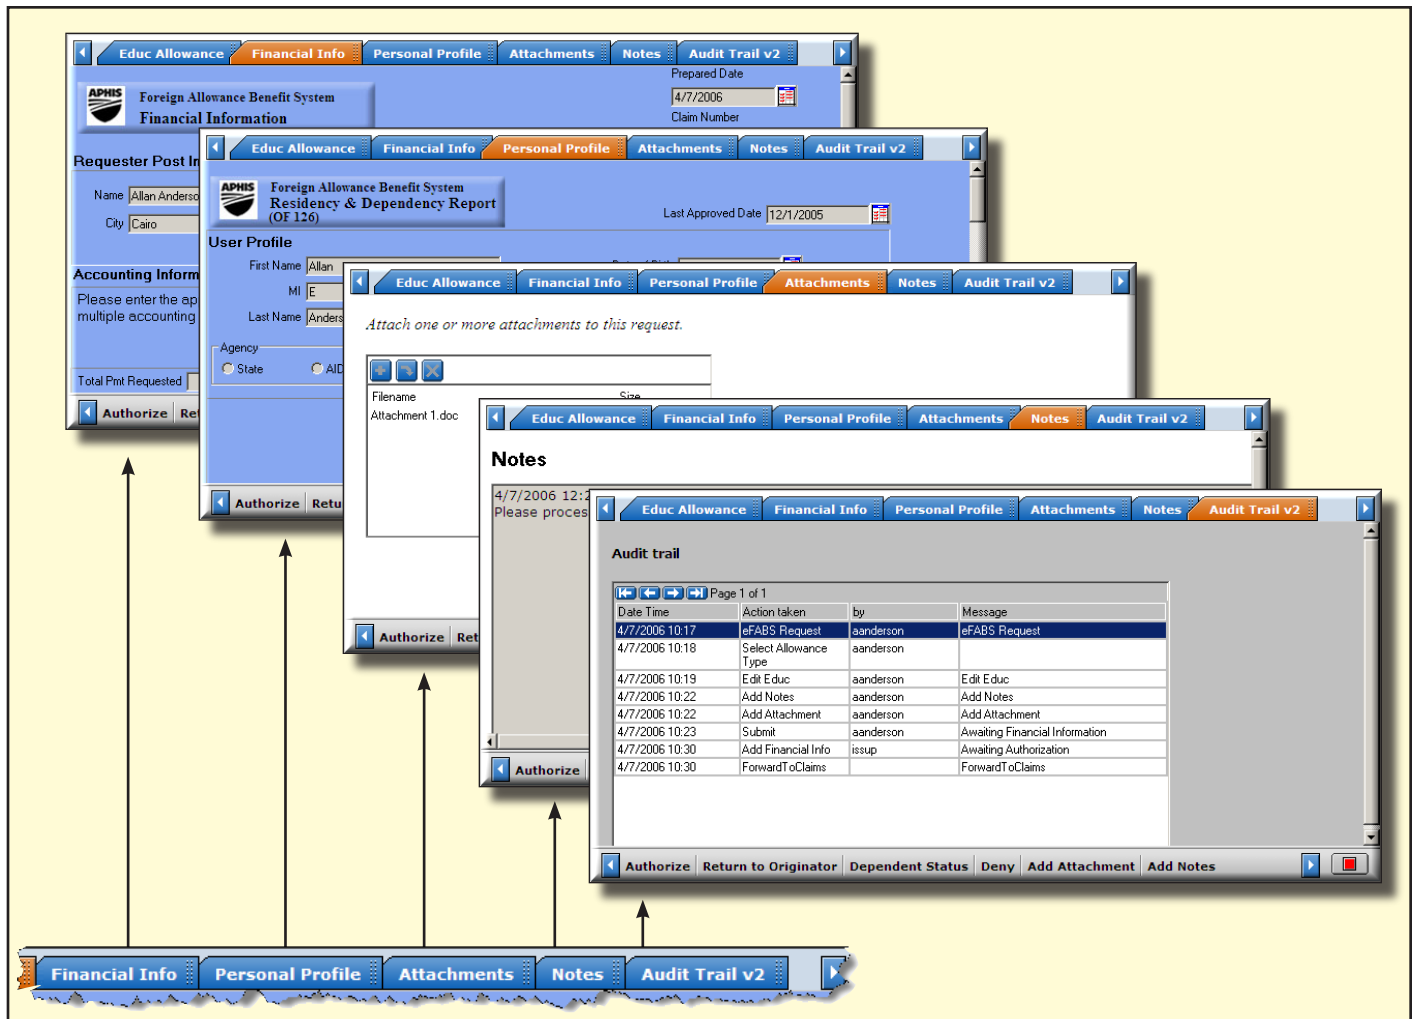 Educ Allowance Financial Info Personal Profile Attachments Notes Audit Trail v2
APHIS
Foreign Allowance Benefit System
Financial Information
Prepared Date
4/7/2006
Claim Number
Requester Post
Name Allan
City Cairo
Accounting
Please enter the
multiple accounting
Total Pmt Requested
Authorize
Educ Allowance Financial Info Personal Profile Attachments Notes Audit Trail v2
APHIS
Foreign Allowance Benefit System
Residency & Dependency Report
(OF 126)
Last Approved Date 12/1/2005
User Profile
First Name Allan
MI E
Last Name
Agency
State AID
Authorize
Educ Allowance Financial Info Personal Profile Attachments Notes Audit Trail v2
Attach one or more attachments to this request.
Filename Size
Attachment 1.doc
Authorize
Educ Allowance Financial Info Personal Profile Attachments Notes Audit Trail v2
Notes
4/7/2006
Please
Authorize
Educ Allowance Financial Info Personal Profile Attachments Notes Audit Trail v2
Audit trail
Page 1 of 1
Date Time Action taken by Message
4/7/2006 10:17 eFABS Request aanderson eFABS Request
4/7/2006 10:18 Select Allowance aanderson
Type
4/7/2006 10:19 Edit Educ aanderson Edit Educ
4/7/2006 10:22 Add Notes aanderson Add Notes
4/7/2006 10:22 Add Attachment aanderson Add Attachment
4/7/2006 10:23 Submit aanderson Awaiting Financial Information
4/7/2006 10:30 Add Financial Info issup Awaiting Authorization
4/7/2006 10:30 ForwardToClaims ForwardToClaims
Authorize Return to Originator Dependent Status Deny Add Attachment Add Notes
Financial Info Personal Profile Attachments Notes Audit Trail v2